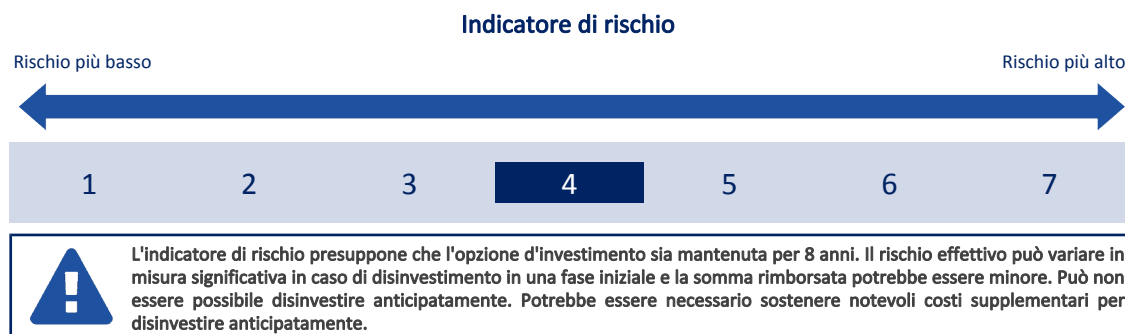 Indicatore di rischio
Rischio più basso
Rischio più alto
1 2 3 4 5 6 7
L'indicatore di rischio presuppone che l'opzione d'investimento sia mantenuta per 8 anni. Il rischio effettivo può variare in
misura significativa in caso di disinvestimento in una fase iniziale e la somma rimborsata potrebbe essere minore. Può non
essere possibile disinvestire anticipatamente. Potrebbe essere necessario sostenere notevoli costi supplementari per
disinvestire anticipatamente.